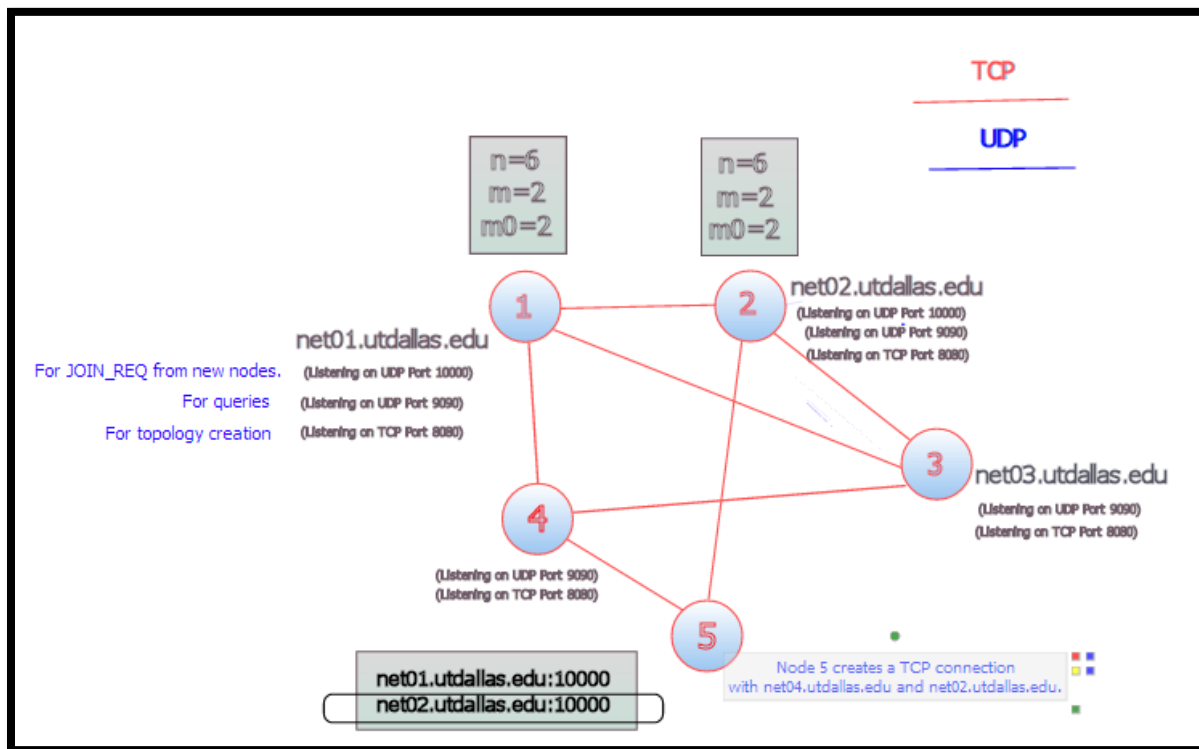 TCP
UDP
n=6
m=2
m0=2
n=6
m=2
m0=2
1
2
net02.utdallas.edu
(Listening on UDP Port 10000)
(Listening on UDP Port 9090)
(Listening on TCP Port 8080)
net01.utdallas.edu
For JOIN_REQ from new nodes.
(Listening on UDP Port 10000)
For queries
(Listening on UDP Port 9090)
For topology creation
(Listening on TCP Port 8080)
3
net03.utdallas.edu
(Listening on UDP Port 9090)
(Listening on TCP Port 8080)
4
(Listening on UDP Port 9090)
(Listening on TCP Port 8080)
5
Node 5 creates a TCP connection
with net04.utdallas.edu and net02.utdallas.edu.
net01.utdallas.edu:10000
net02.utdallas.edu:10000